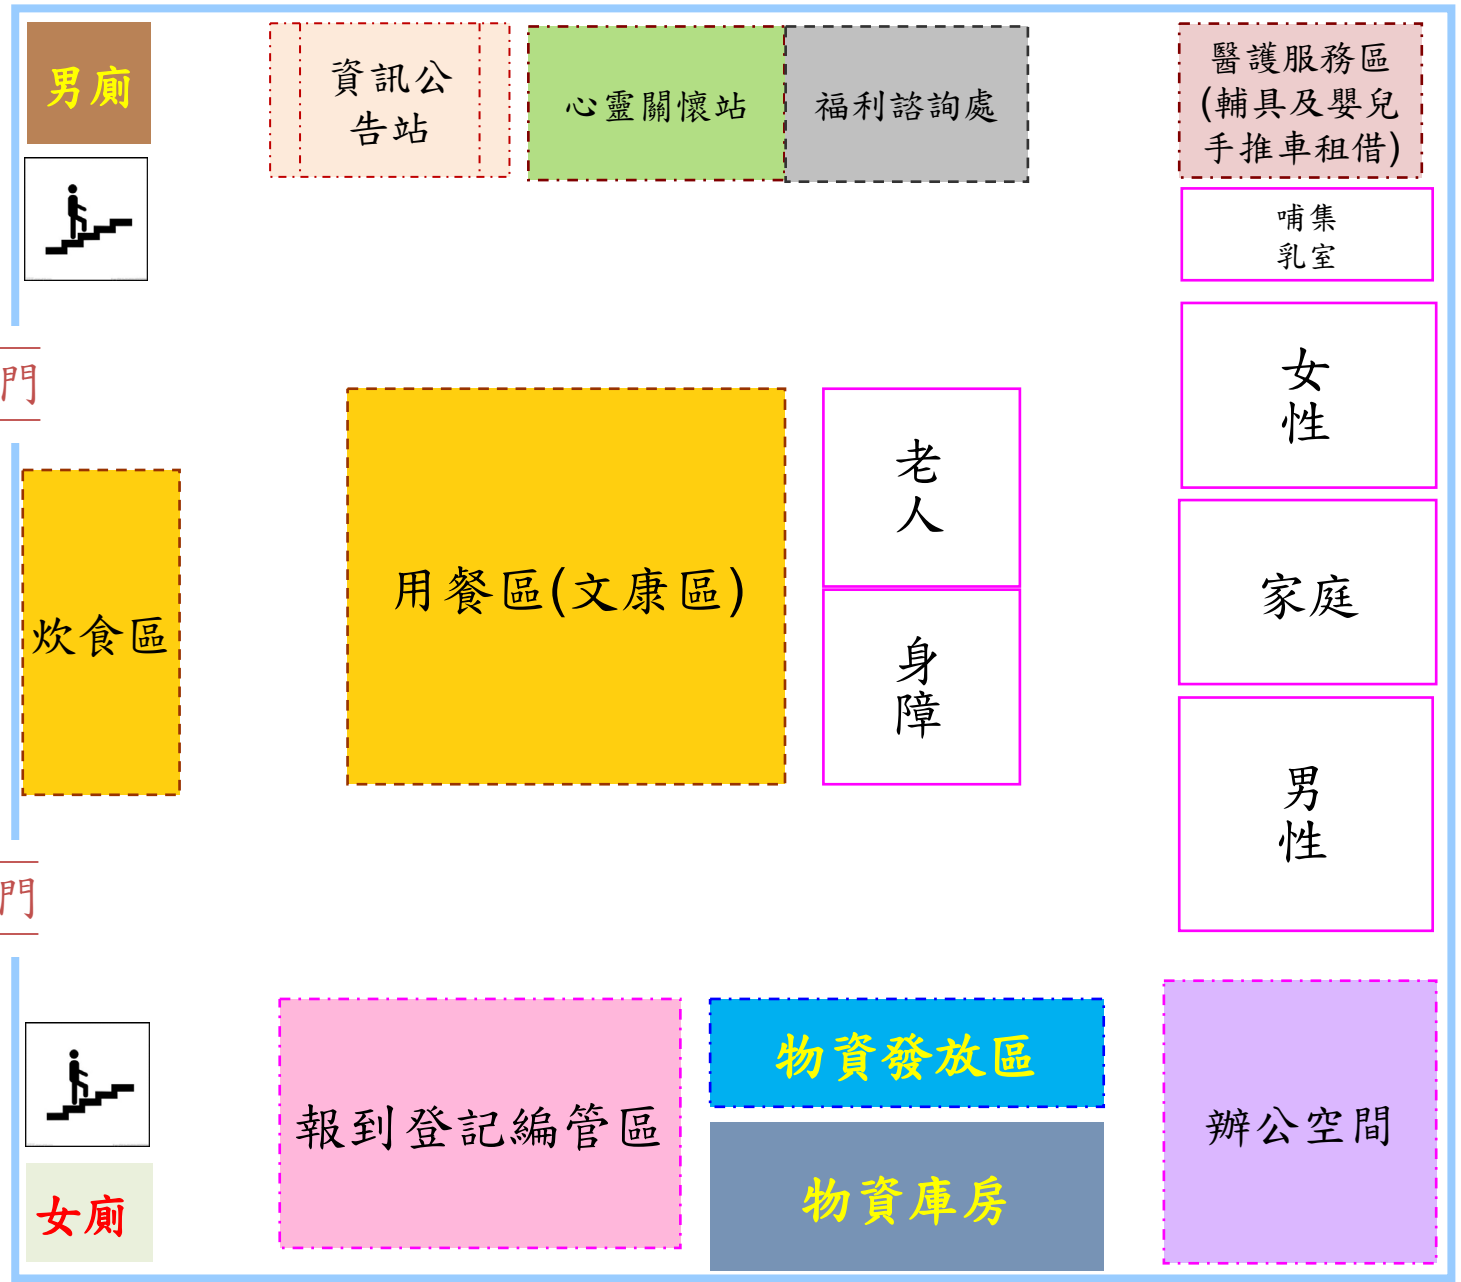 男廁
資訊公
告站
心靈關懷站
福利諮詢處
醫護服務區
(輔具及嬰兒
手推車租借)
哺集
乳室
門
女
性
老
人
用餐區(文康區)
家庭
炊食區
身
障
男
性
門
物資發放區
報到登記編管區
辦公空間
物資庫房
女廁